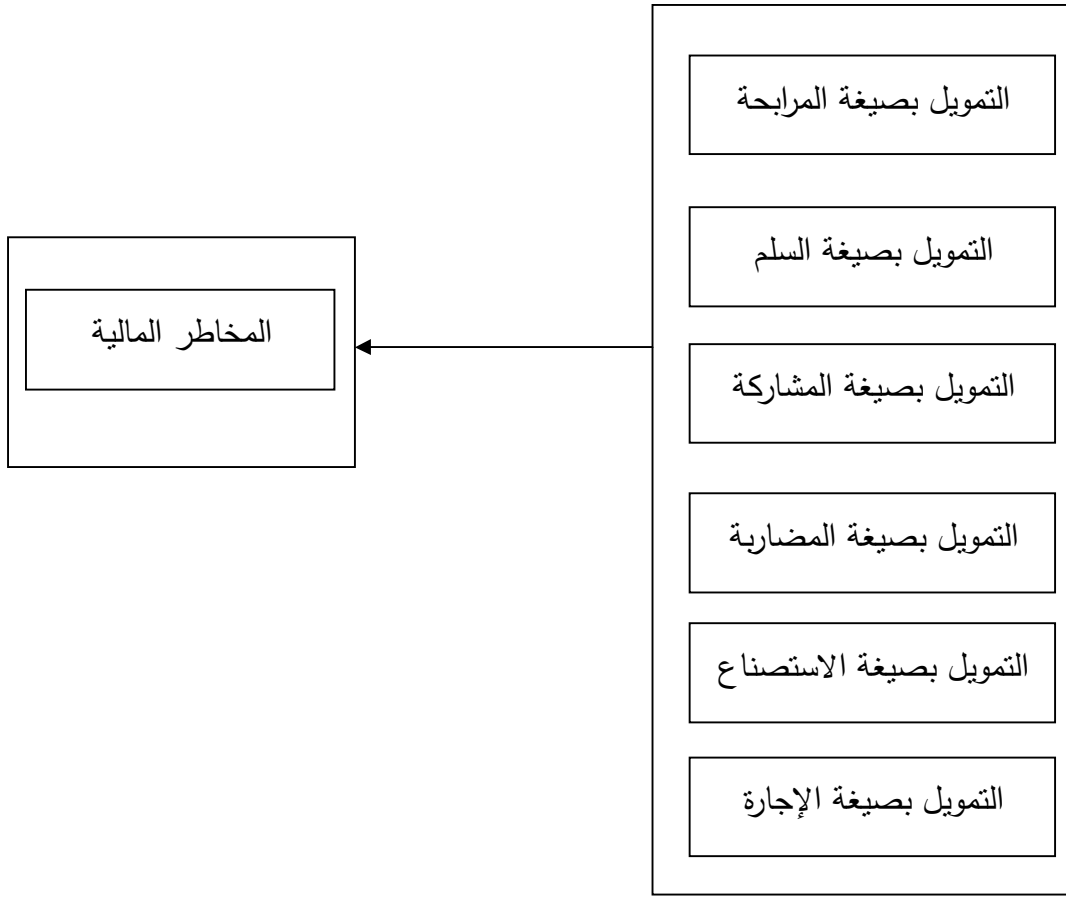 التمويل بصيغة المرابحة
التمويل بصيغة السلم
التمويل بصيغة المشاركة
التمويل بصيغة المضاربة
التمويل بصيغة الاستصناع
التمويل بصيغة الإجارة
المخاطر المالية